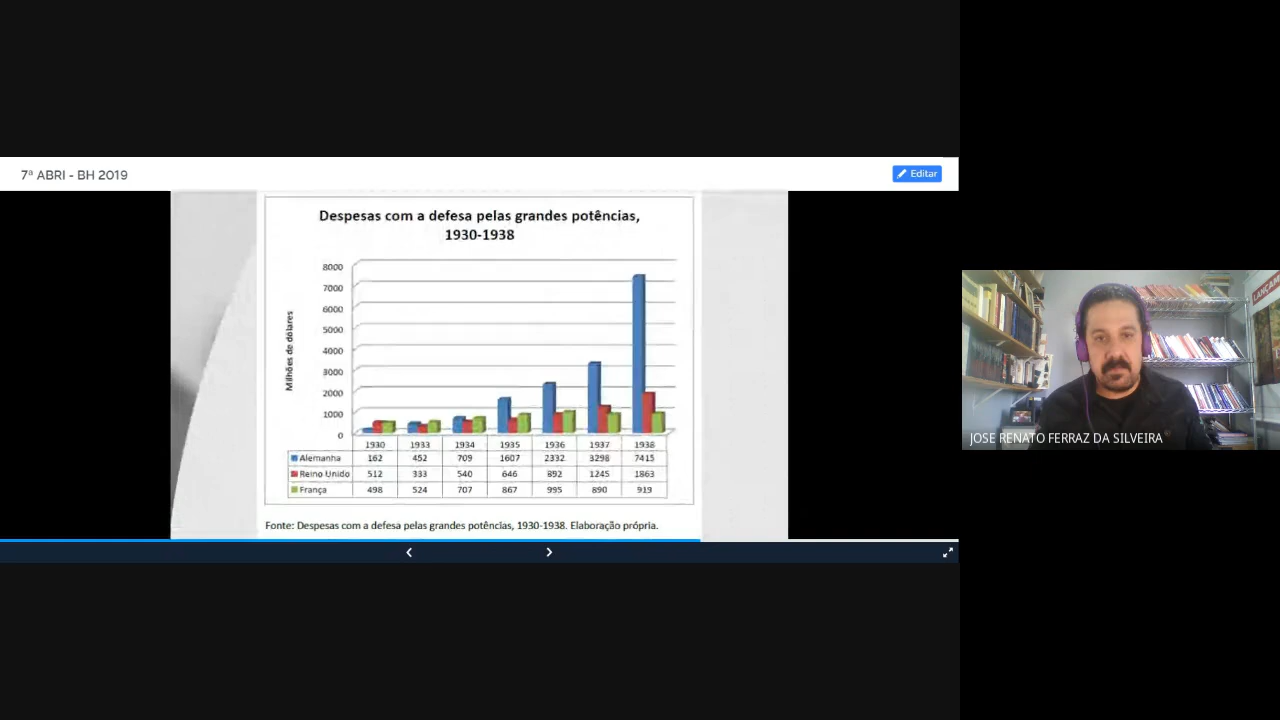 7ª ABRI - BH 2019
Editar
Despesas com a defesa pelas grandes potências,
1930-1938
Milhões de dólares
8000
7000
6000
5000
4000
3000
2000
1000
0
1930 1933 1934 1935 1936 1937 1938
Alemanha 162 452 709 1607 2332 3298 7415
Reino Unido 512 333 540 646 892 1245 1863
França 498 524 707 867 995 890 919
Fonte: Despesas com a defesa pelas grandes potências, 1930-1938. Elaboração própria.
LANÇAM
JOSE RENATO FERRAZ DA SILVEIRA